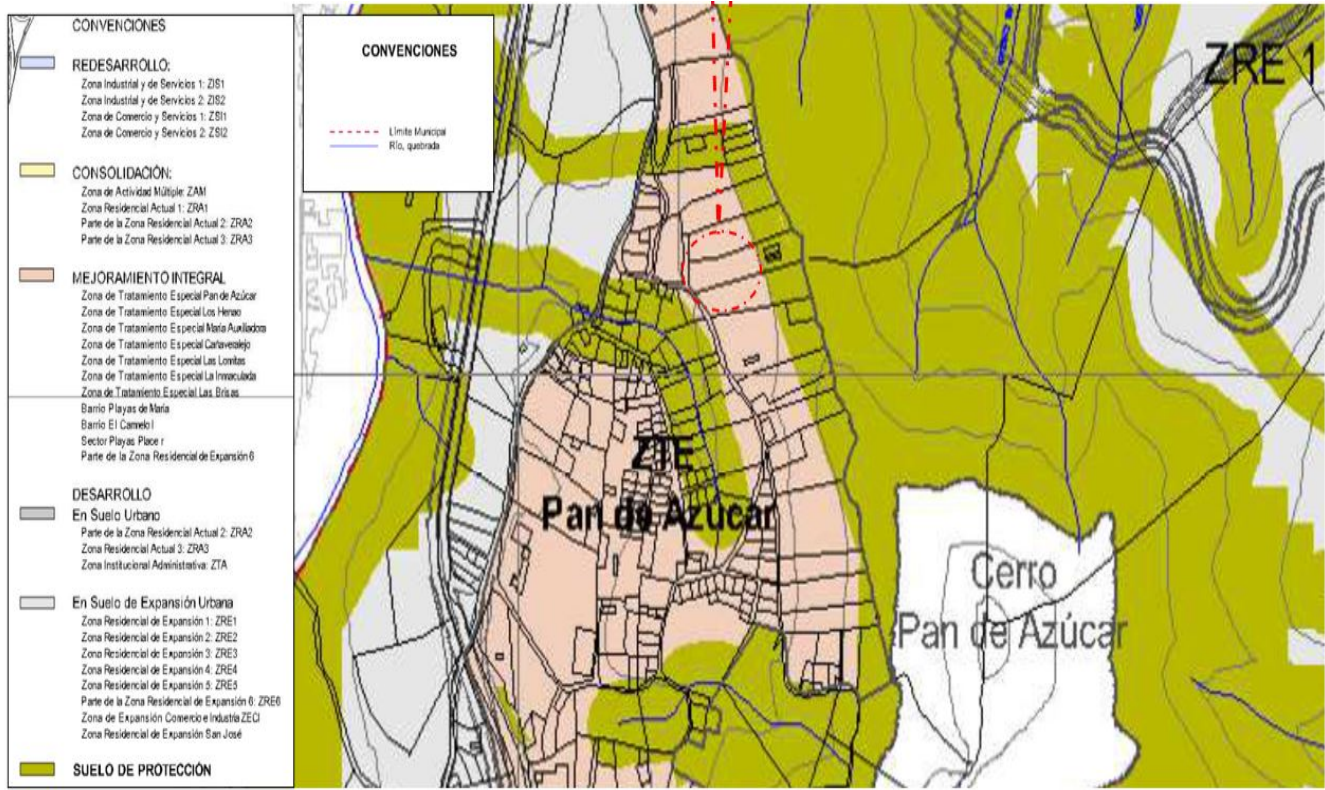 CONVENCIONES
REDESARROLLO:
Zona Industrial y de Servicios 1: ZIS1
Zona Industrial y de Servicios 2: ZIS2
Zona de Comercio y Servicios 1: ZSI1
Zona de Comercio y Servicios 2: ZSI2
CONSOLIDACIÓN:
Zona de Actividad Múltiple: ZAM
Zona Residencial Actual 1: ZRA1
Parte de la Zona Residencial Actual 2: ZRA2
Parte de la Zona Residencial Actual 3: ZRA3
MEJORAMIENTO INTEGRAL
Zona de Tratamiento Especial Pan de Azúcar
Zona de Tratamiento Especial Los Henao
Zona de Tratamiento Especial María Auxiliadora
Zona de Tratamiento Especial Cañaveralejo
Zona de Tratamiento Especial Las Lomitas
Zona de Tratamiento Especial La Inmaculada
Zona de Tratamiento Especial Las Brisas
Barrio Playas de María
Barrio El Carmelo I
Sector Playas Placer
Parte de la Zona Residencial de Expansión 6
DESARROLLO
En Suelo Urbano
Parte de la Zona Residencial Actual 2: ZRA2
Zona Residencial Actual 3: ZRA3
Zona Institucional Administrativa: ZTA
En Suelo de Expansión Urbana
Zona Residencial de Expansión 1: ZRE1
Zona Residencial de Expansión 2: ZRE2
Zona Residencial de Expansión 3: ZRE3
Zona Residencial de Expansión 4: ZRE4
Zona Residencial de Expansión 5: ZRE5
Parte de la Zona Residencial de Expansión 6: ZRE6
Zona de Expansión Comercio e Industria ZECI
Zona Residencial de Expansión San José
SUELO DE PROTECCIÓN
CONVENCIONES
Límite Municipal
Río, quebrada
ZRE 1
ZTE
Pan de Azúcar
Cerro
Pan de Azúcar